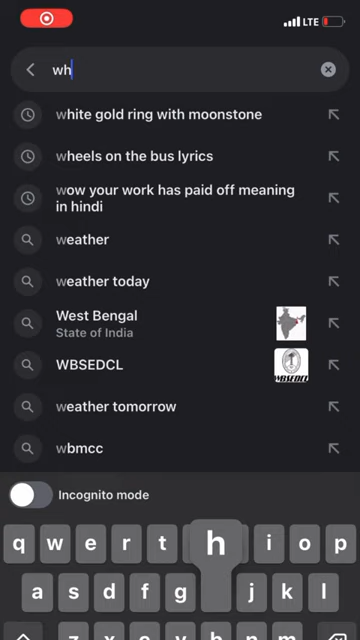 LTE
wh
white gold ring with moonstone
wheels on the bus lyrics
wow your work has paid off meaning
in hindi
weather
weather today
West Bengal
State of India
WBSEDCL
WBSEDCL
weather tomorrow
wbmcc
Incognito mode
q w e r t h i o p
a s d f g j k l
z x c v b n m